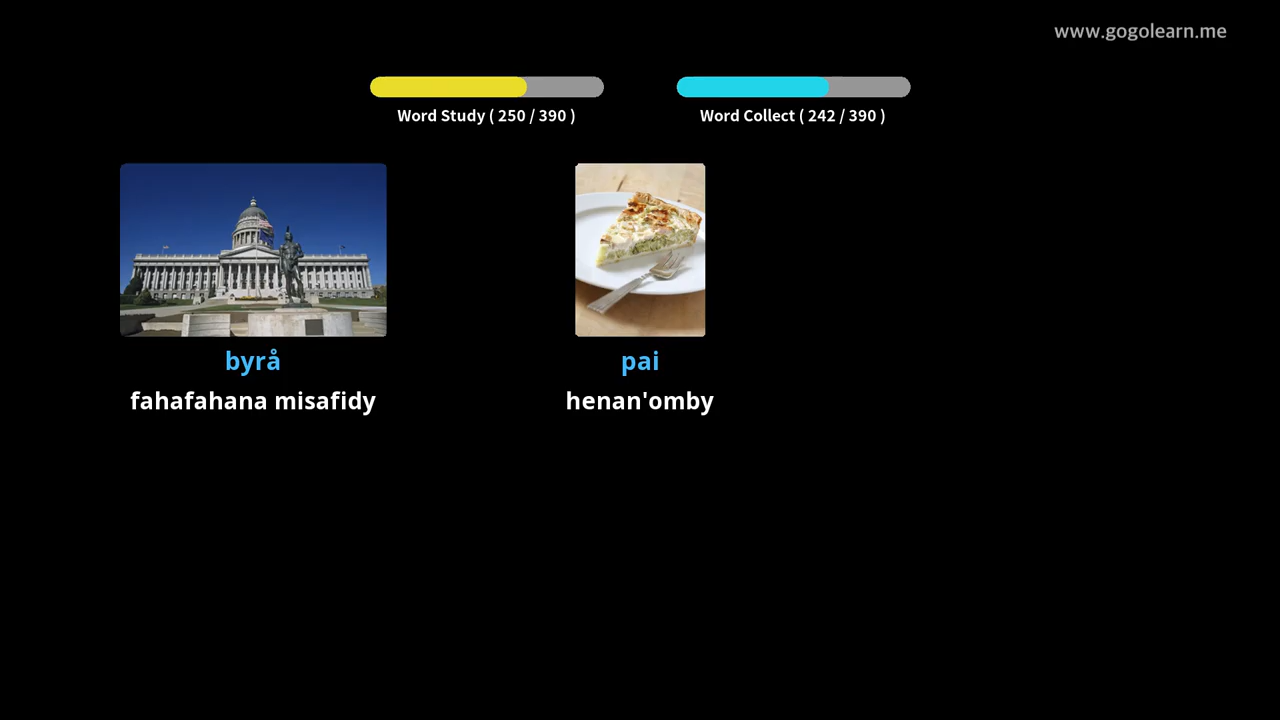 www.gogolearn.me
Word Study ( 250 / 390 )
Word Collect ( 242 / 390 )
byrå
pai
fahafahana misafidy
henan'omby